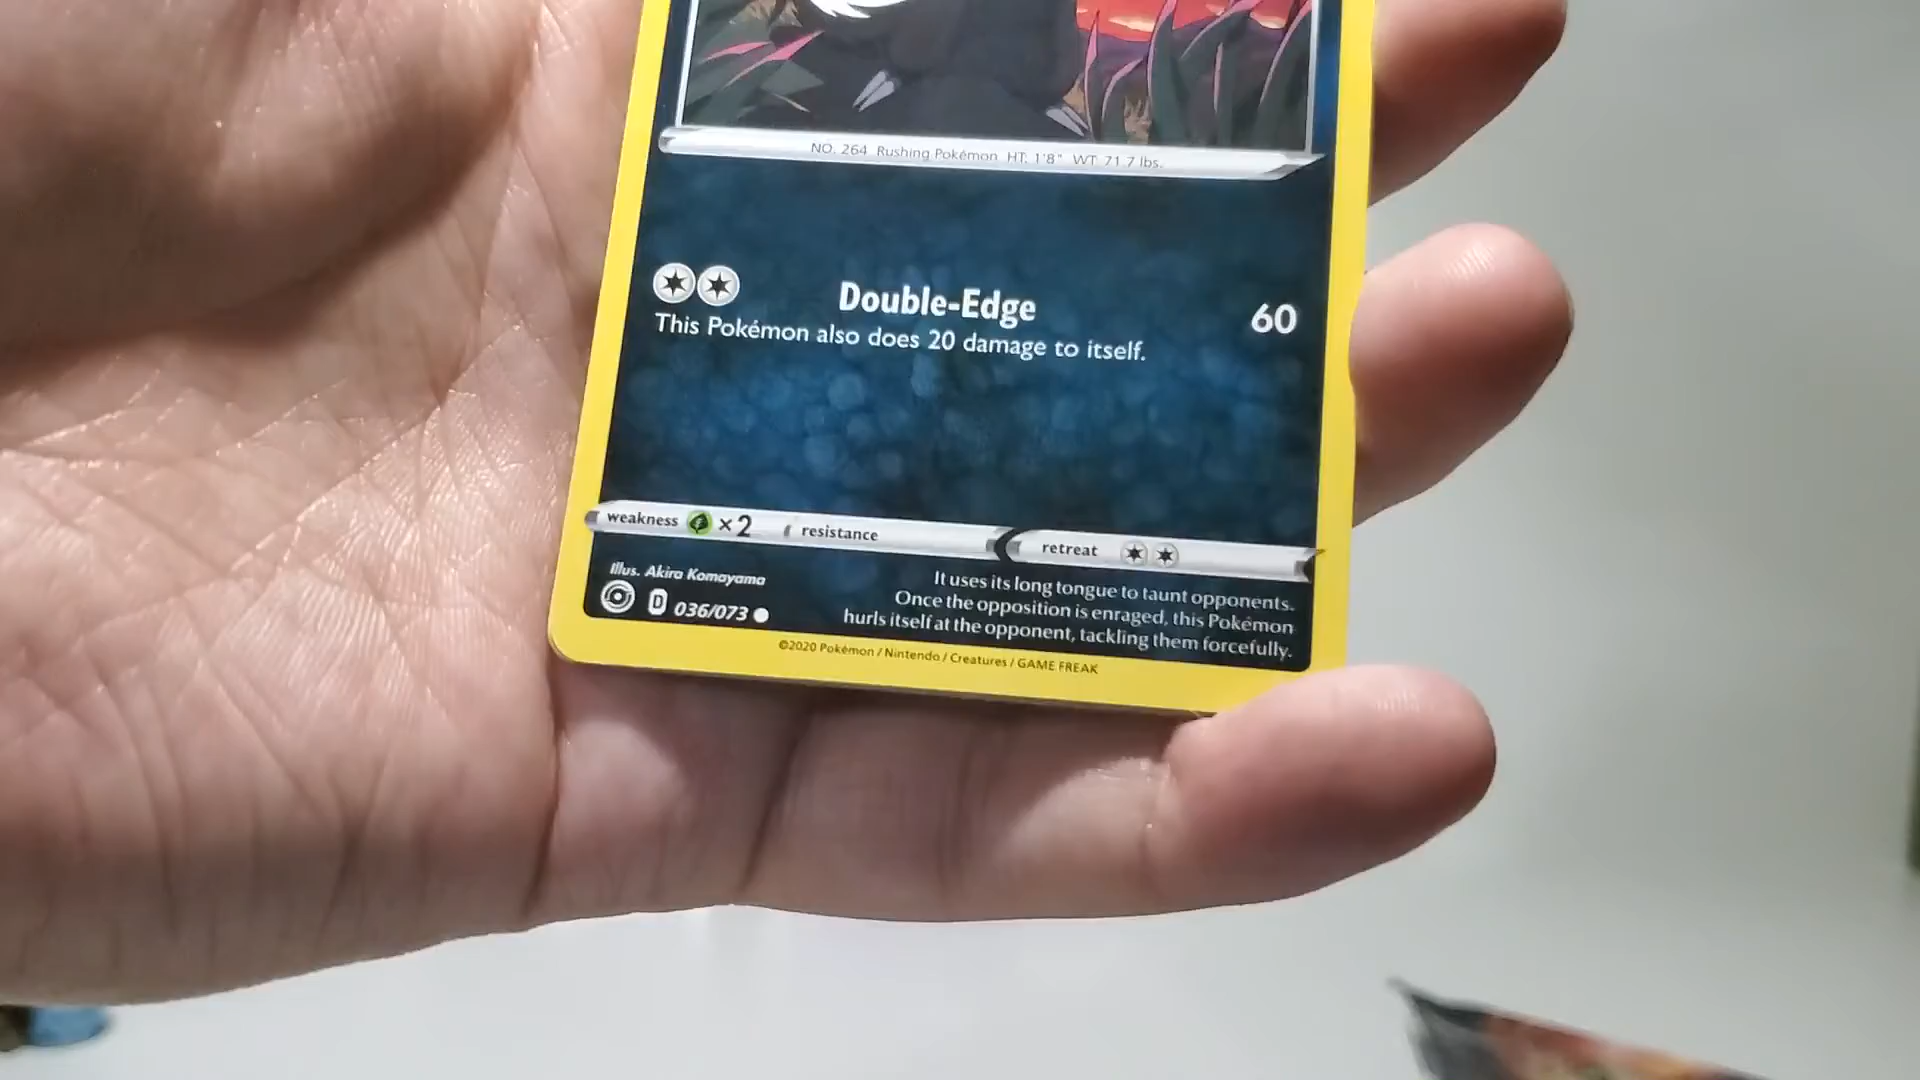 NO. 264 Rushing Pokémon HT: 1'8" WT: 71.7 lbs.
Double-Edge 60
This Pokémon also does 20 damage to itself.
weakness ×2 resistance retreat
Illus. Akira Komayama
D 036/073
It uses its long tongue to taunt opponents.
Once the opposition is enraged, this Pokémon
hurls itself at the opponent, tackling them forcefully.
©2020 Pokémon / Nintendo / Creatures / GAME FREAK